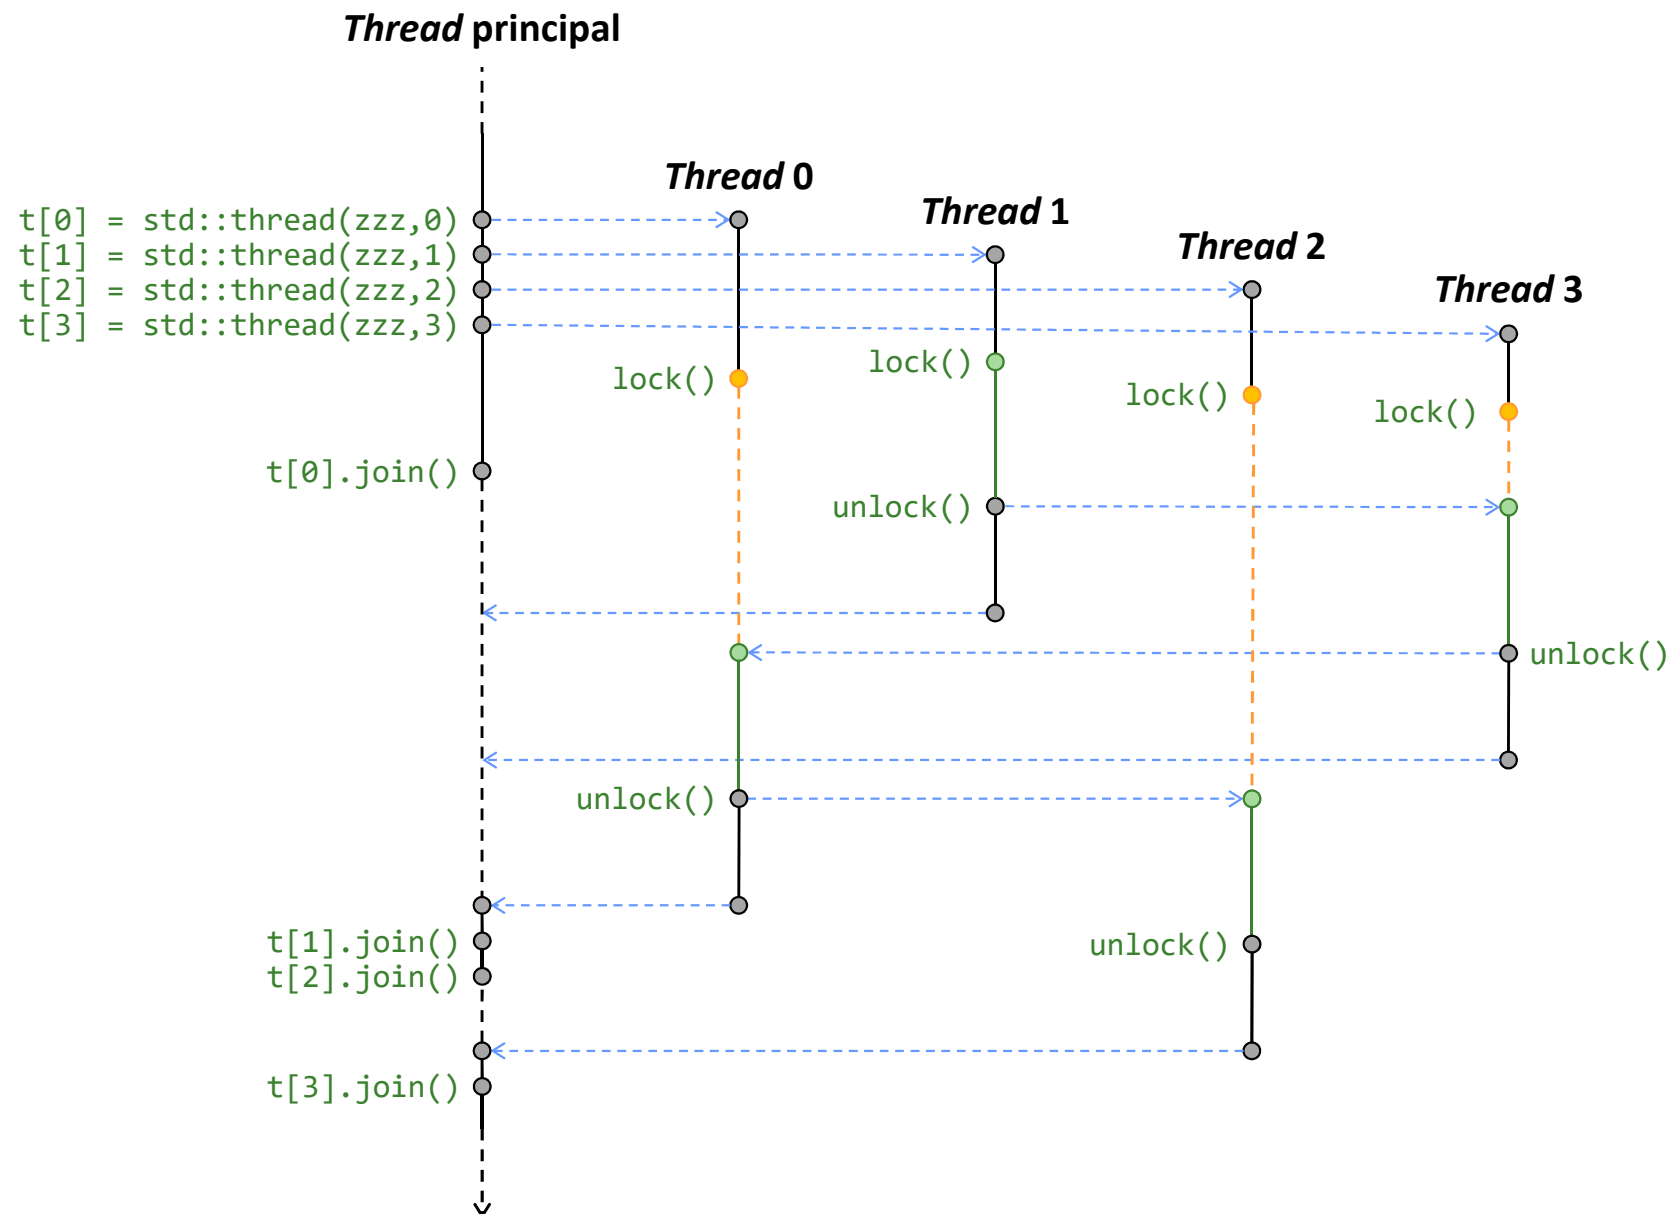 Thread principal
Thread 0
Thread 1
Thread 2
Thread 3
t[0] = std::thread(zzz,0)
t[1] = std::thread(zzz,1)
t[2] = std::thread(zzz,2)
t[3] = std::thread(zzz,3)
lock()
lock()
lock()
lock()
t[0].join()
unlock()
unlock()
unlock()
t[1].join()
unlock()
t[2].join()
t[3].join()